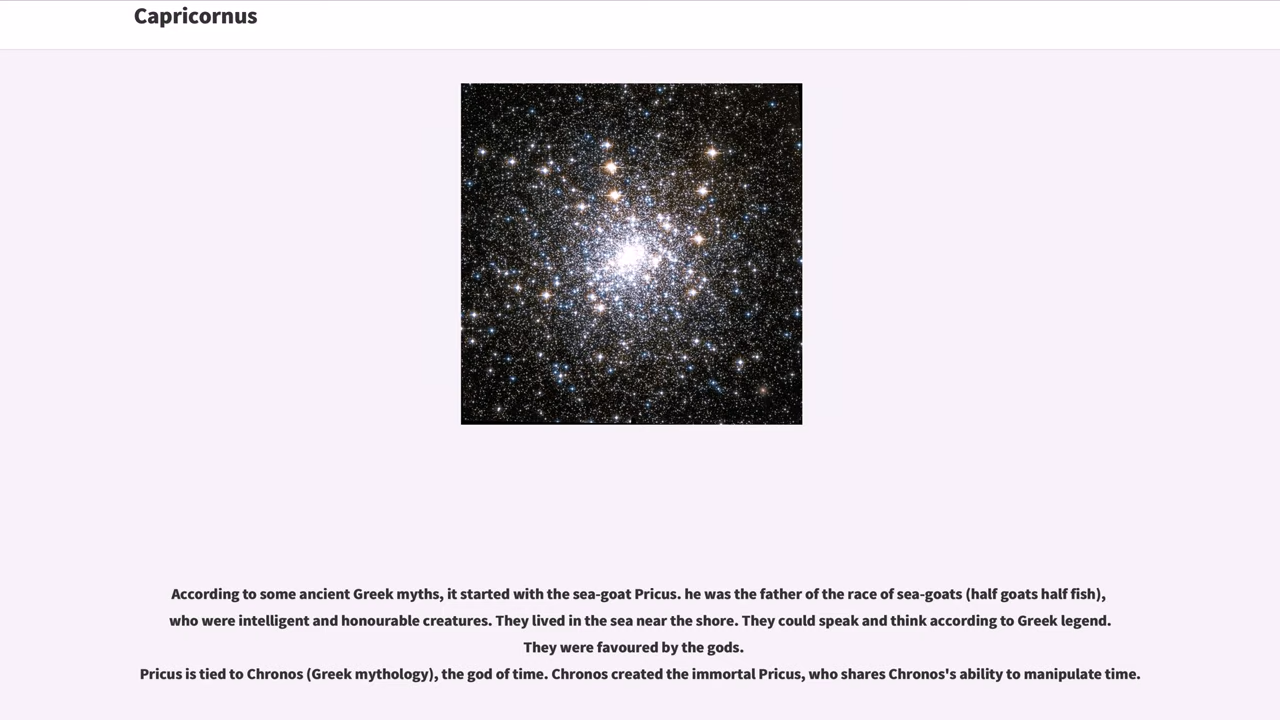 Capricornus
According to some ancient Greek myths, it started with the sea-goat Pricus. he was the father of the race of sea-goats (half goats half fish),
who were intelligent and honourable creatures. They lived in the sea near the shore. They could speak and think according to Greek legend.
They were favoured by the gods.
Pricus is tied to Chronos (Greek mythology), the god of time. Chronos created the immortal Pricus, who shares Chronos's ability to manipulate time.